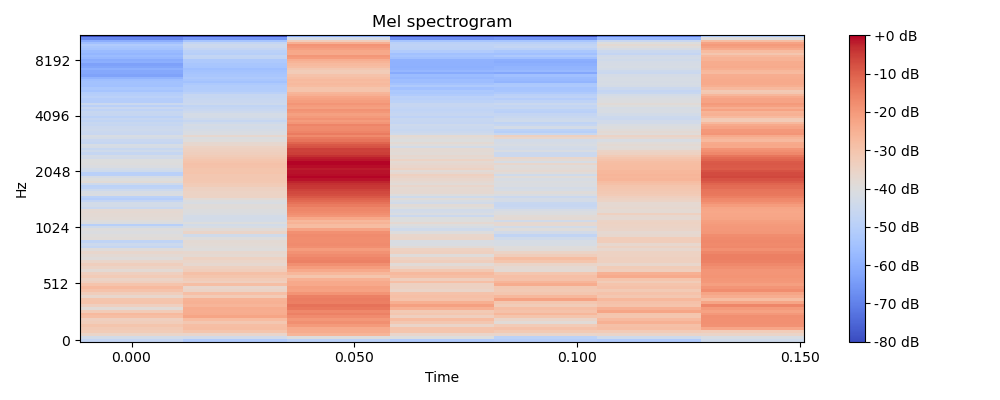 Mel spectrogram
Hz
8192
4096
2048
1024
512
0
0.000
0.050
0.100
0.150
Time
+0 dB
-10 dB
-20 dB
-30 dB
-40 dB
-50 dB
-60 dB
-70 dB
-80 dB